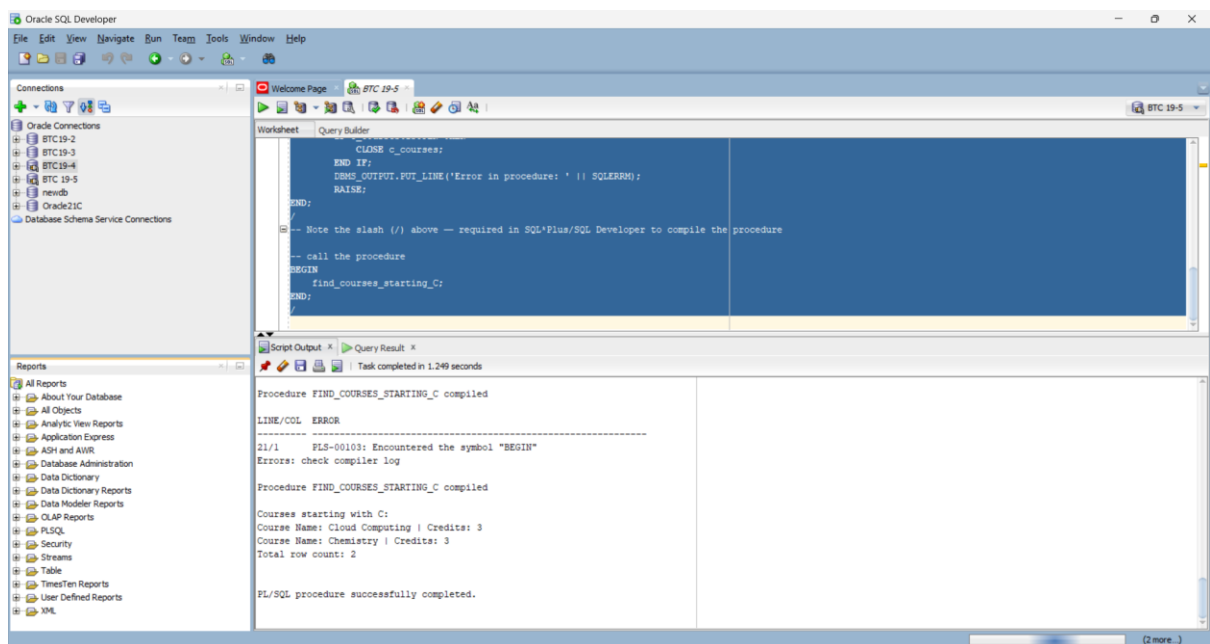 Oracle SQL Developer
File Edit View Navigate Run Team Tools Window Help
Connections
Oracle Connections
BTC19-2
BTC19-3
BTC19-4
BTC 19-5
newdb
Oracle21C
Database Schema Service Connections
Reports
All Reports
About Your Database
All Objects
Analytic View Reports
Application Express
ASH and AWR
Database Administration
Data Dictionary
Data Dictionary Reports
Data Modeler Reports
OLAP Reports
PLSQL
Security
Streams
Table
TimesTen Reports
User Defined Reports
XML
Welcome Page BTC 19-5
BTC 19-5
Worksheet Query Builder
CLOSE c_courses;
END IF;
DBMS_OUTPUT.PUT_LINE('Error in procedure: ' || SQLERRM);
RAISE;
END;
/
-- Note the slash (/) above — required in SQL*Plus/SQL Developer to compile the procedure
-- call the procedure
BEGIN
find_courses_starting_C;
END;
/
Script Output Query Result
Task completed in 1.249 seconds
Procedure FIND_COURSES_STARTING_C compiled
LINE/COL ERROR
--------- -------------------------------------------------------------
21/1 PLS-00103: Encountered the symbol "BEGIN"
Errors: check compiler log
Procedure FIND_COURSES_STARTING_C compiled
Courses starting with C:
Course Name: Cloud Computing | Credits: 3
Course Name: Chemistry | Credits: 3
Total row count: 2
PL/SQL procedure successfully completed.
(2 more...)